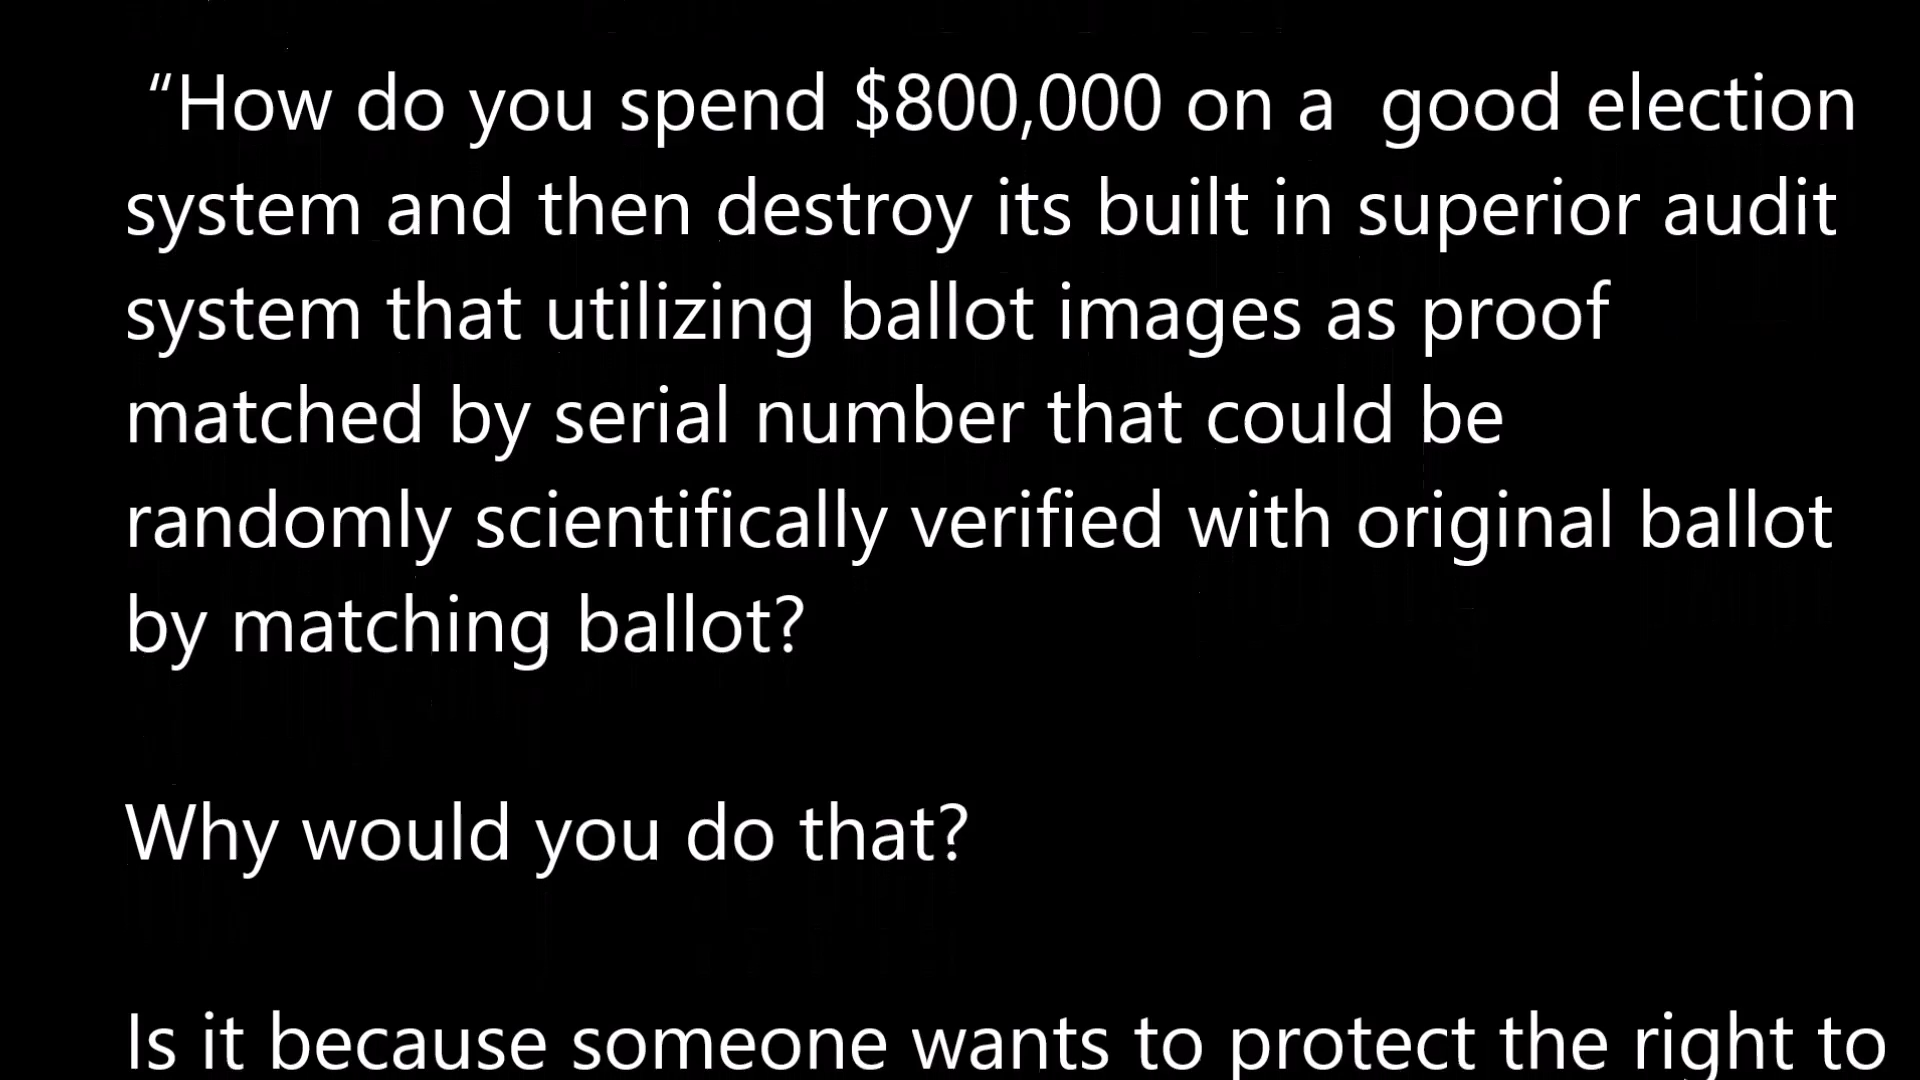 “How do you spend $800,000 on a  good election
system and then destroy its built in superior audit
system that utilizing ballot images as proof
matched by serial number that could be
randomly scientifically verified with original ballot
by matching ballot?
Why would you do that?
Is it because someone wants to protect the right to